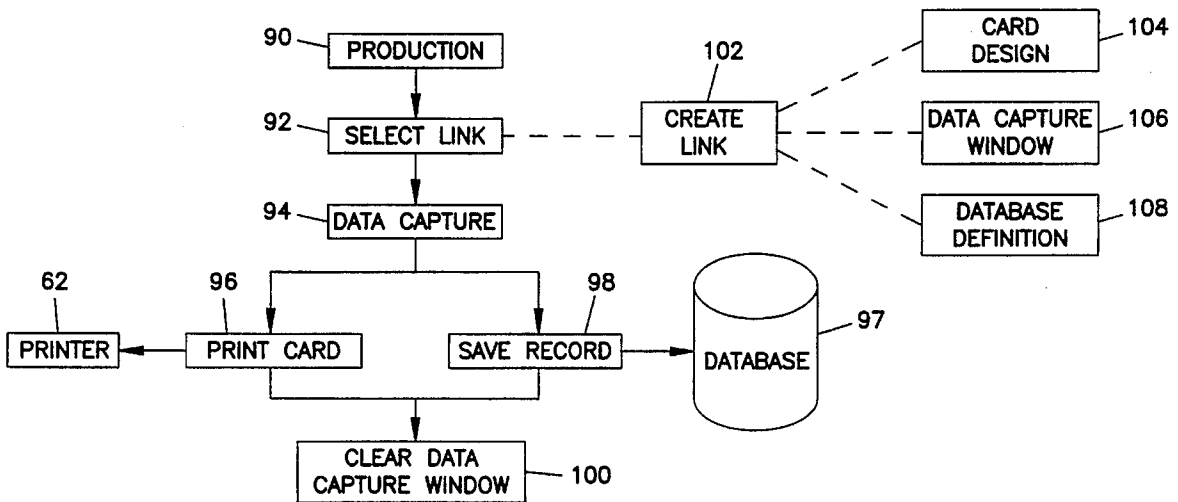 90
PRODUCTION
102
CARD
DESIGN
104
92
SELECT LINK
CREATE
LINK
DATA CAPTURE
WINDOW
106
94
DATA CAPTURE
DATABASE
DEFINITION
108
62
96
98
97
PRINTER
PRINT CARD
SAVE RECORD
DATABASE
CLEAR DATA
CAPTURE WINDOW
100